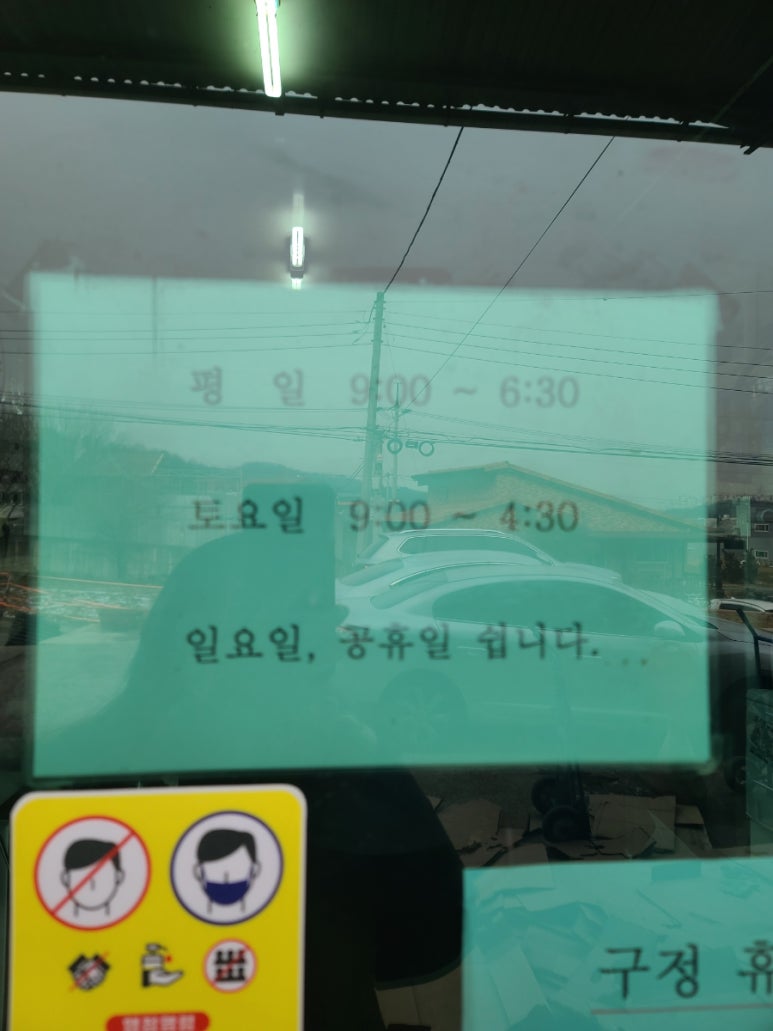 평 일 9:00 ~ 6:30
토요일 9:00 ~ 4:30
일요일, 공휴일 쉽니다. . . .
구정 휴